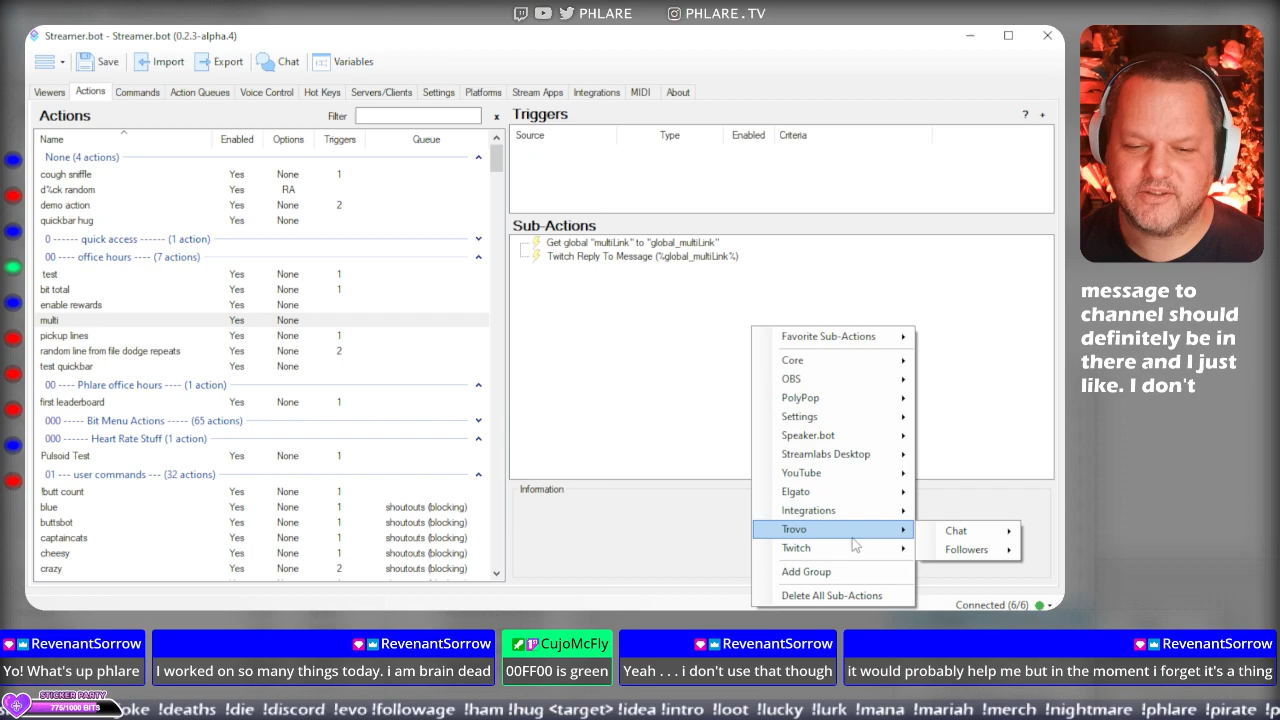 PHLARE PHLARE.TV
Streamer.bot - Streamer.bot (0.2.3-alpha.4)
Save Import Export Chat Variables
Viewers Actions Commands Action Queues Voice Control Hot Keys Servers/Clients Settings Platforms Stream Apps Integrations MIDI About
Actions Filter x
Name Enabled Options Triggers Queue
None (4 actions)
cough sniffle Yes None 1
d%ck random Yes RA
demo action Yes None 2
quickbar hug Yes None
0 ------ quick access ------ (1 action)
00 ---- office hours ---- (7 actions)
test Yes None 1
bit total Yes None 1
enable rewards Yes None
multi Yes None
pickup lines Yes None 1
random line from file dodge repeats Yes None 2
test quickbar Yes None
00 ---- Phlare office hours ---- (1 action)
first leaderboard Yes None 1
000 ---- Bit Menu Actions ---- (65 actions)
000 ---- Heart Rate Stuff (1 action)
Pulsoid Test Yes None 1
01 --- user commands --- (32 actions)
!butt count Yes None 1
blue Yes None 1 shoutouts (blocking)
buttsbot Yes None 1 shoutouts (blocking)
captaincats Yes None 1 shoutouts (blocking)
cheesy Yes None 1 shoutouts (blocking)
crazy Yes None 2 shoutouts (blocking)
Triggers ? +
Source Type Enabled Criteria
Sub-Actions
Get global "multiLink" to "global_multiLink"
Twitch Reply To Message (%global_multiLink%)
Favorite Sub-Actions
Core
OBS
PolyPop
Settings
Speaker.bot
Streamlabs Desktop
YouTube
Elgato
Integrations
Trovo
Twitch
Add Group
Delete All Sub-Actions
Chat
Followers
Information
Connected (6/6)
message to
channel should
definitely be in
there and I just
like. I don't
RevenantSorrow
Yo! What's up phlare
RevenantSorrow
I worked on so many things today. i am brain dead
CujoMcFly
00FF00 is green
RevenantSorrow
Yeah . . . i don't use that though
RevenantSorrow
it would probably help me but in the moment i forget it's a thing
STICKER PARTY
775/1000 BITS
oke !deaths !die !discord !evo !followage !ham !hug <target> !idea !intro !loot !lucky !lurk !mana !mariah !merch !nightmare !phlare !pirate